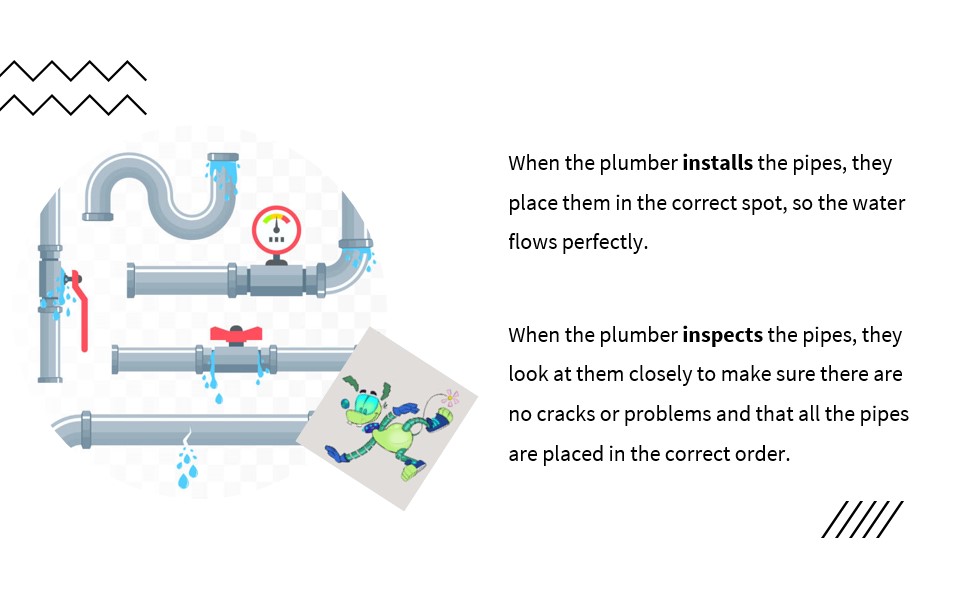 When the plumber installs the pipes, they
place them in the correct spot, so the water
flows perfectly.
When the plumber inspects the pipes, they
look at them closely to make sure there are
no cracks or problems and that all the pipes
are placed in the correct order.